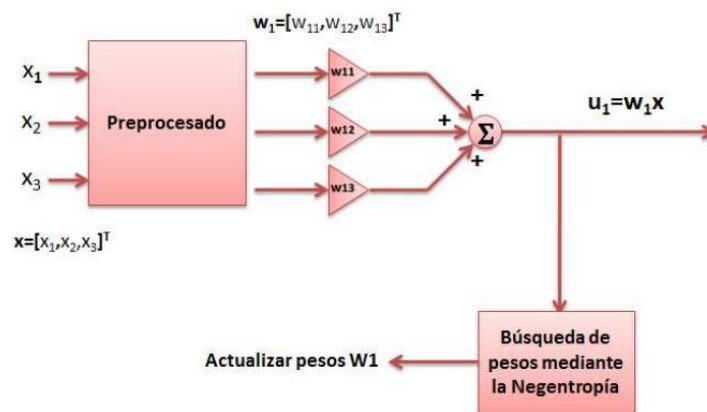 w₁=[w₁₁,w₁₂,w₁₃]ᵀ
x₁
x₂
x₃
Preprocesado
w11
w12
w13
+
+
+
Σ
u₁=w₁x
x=[x₁,x₂,x₃]ᵀ
Búsqueda de
pesos mediante
la Negentropía
Actualizar pesos W1